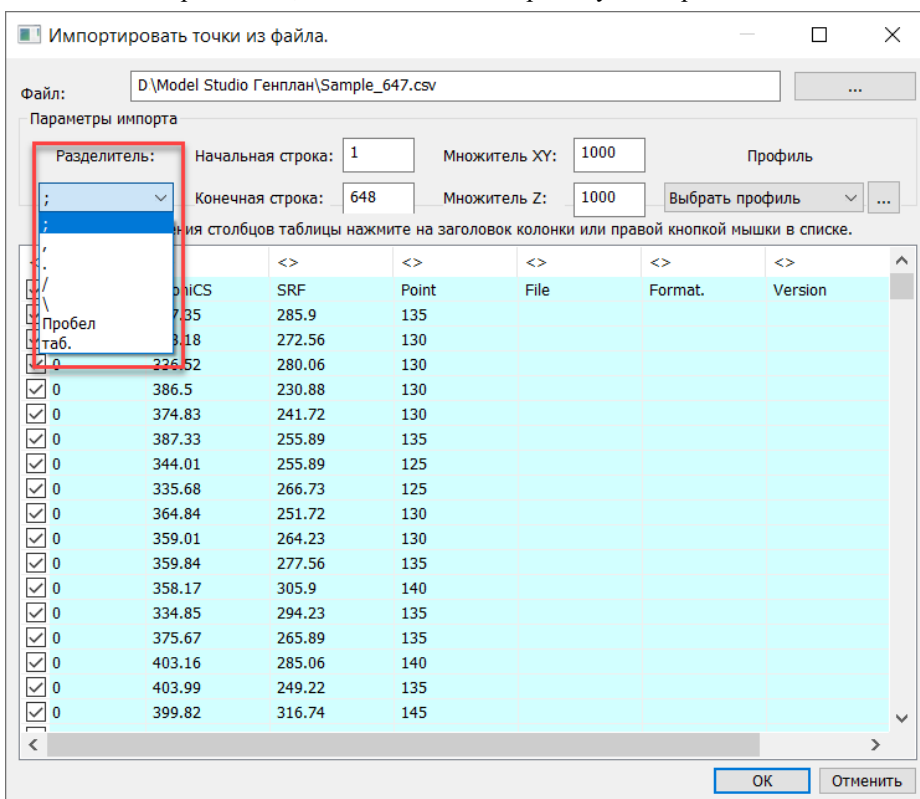 Импортировать точки из файла.
Файл: D:\Model Studio Генплан\Sample_647.csv ...
Параметры импорта
Разделитель: Начальная строка: 1 Множитель XY: 1000 Профиль
; Конечная строка: 648 Множитель Z: 1000 Выбрать профиль ...
столбцов таблицы нажмите на заголовок колонки или правой кнопкой мышки в списке.
;
,
.
/
\
Пробел
таб.
<> <> <> <> <>
SRF Point File Format. Version
285.9 135
272.56 130
0 336.52 280.06 130
0 386.5 230.88 130
0 374.83 241.72 130
0 387.33 255.89 135
0 344.01 255.89 125
0 335.68 266.73 125
0 364.84 251.72 130
0 359.01 264.23 130
0 359.84 277.56 135
0 358.17 305.9 140
0 334.85 294.23 135
0 375.67 265.89 135
0 403.16 285.06 140
0 403.99 249.22 135
0 399.82 316.74 145
OK Отменить